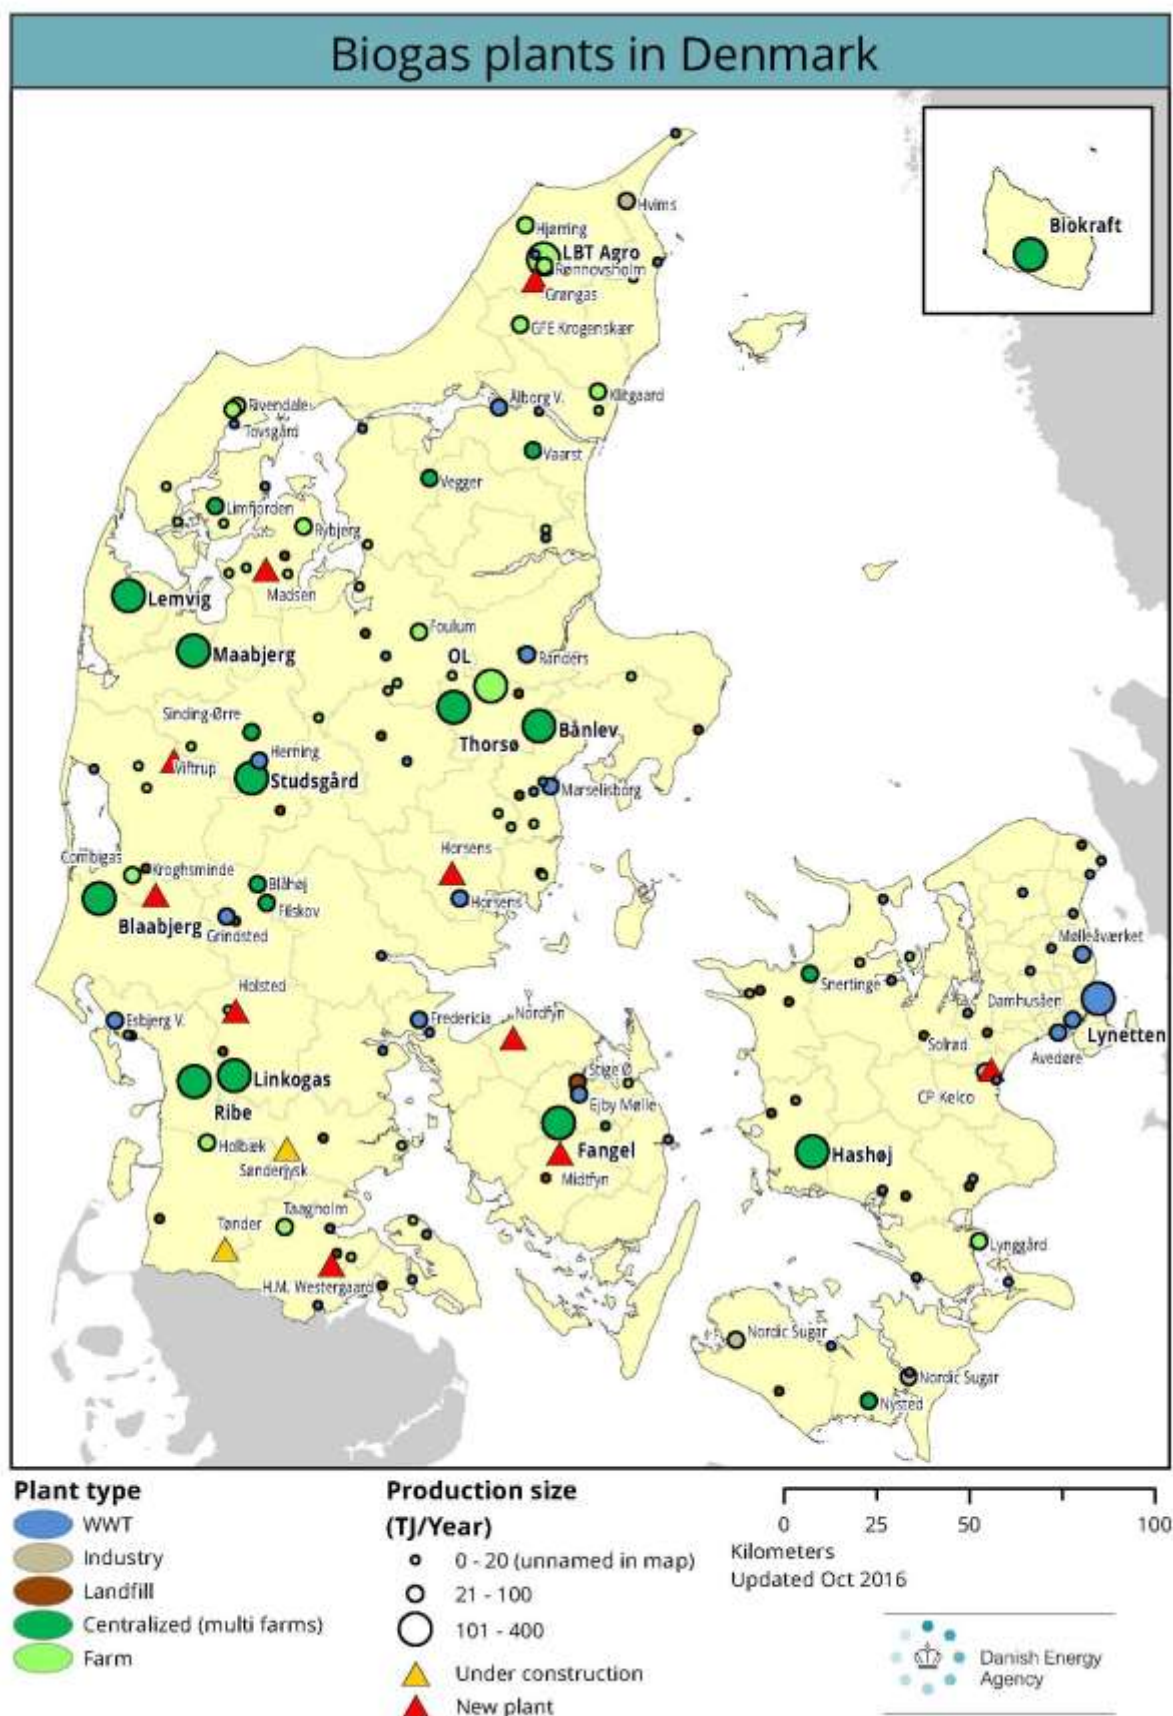 Biogas plants in Denmark
Biokraft
Hvims
Hjørring
LBT Agro
Rønnovsholm
Grøngas
GFE Krogenskær
Klitgaard
Ålborg V.
Rivendale
Tovsgård
Vaarst
Vegger
Limfjorden
Rybjerg
Madsen
Lemvig
Foulum
Maabjerg
OL
Randers
Sinding-Ørre
Thorsø
Bånlev
Herning
Viftrup
Studsgård
Marselisborg
Combigas
Kroghsminde
Horsens
Blåhøj
Horsens
Filskov
Blaabjerg
Grindsted
Mølleåværket
Snertinge
Holsted
Damhusåen
Esbjerg V.
Fredericia
Nordfyn
Lynetten
Solrød
Avedøre
Stige Ø
Linkogas
CP Kelco
Ejby Mølle
Ribe
Holbæk
Fangel
Hashøj
Sønderjysk
Midtfyn
Taagholm
Tønder
Lynggård
H.M. Westergaard
Nordic Sugar
Nordic Sugar
Nysted
Plant type
WWT
Industry
Landfill
Centralized (multi farms)
Farm
Production size
(TJ/Year)
0 - 20 (unnamed in map)
21 - 100
101 - 400
Under construction
New plant
0 25 50 100
Kilometers
Updated Oct 2016
Danish Energy
Agency